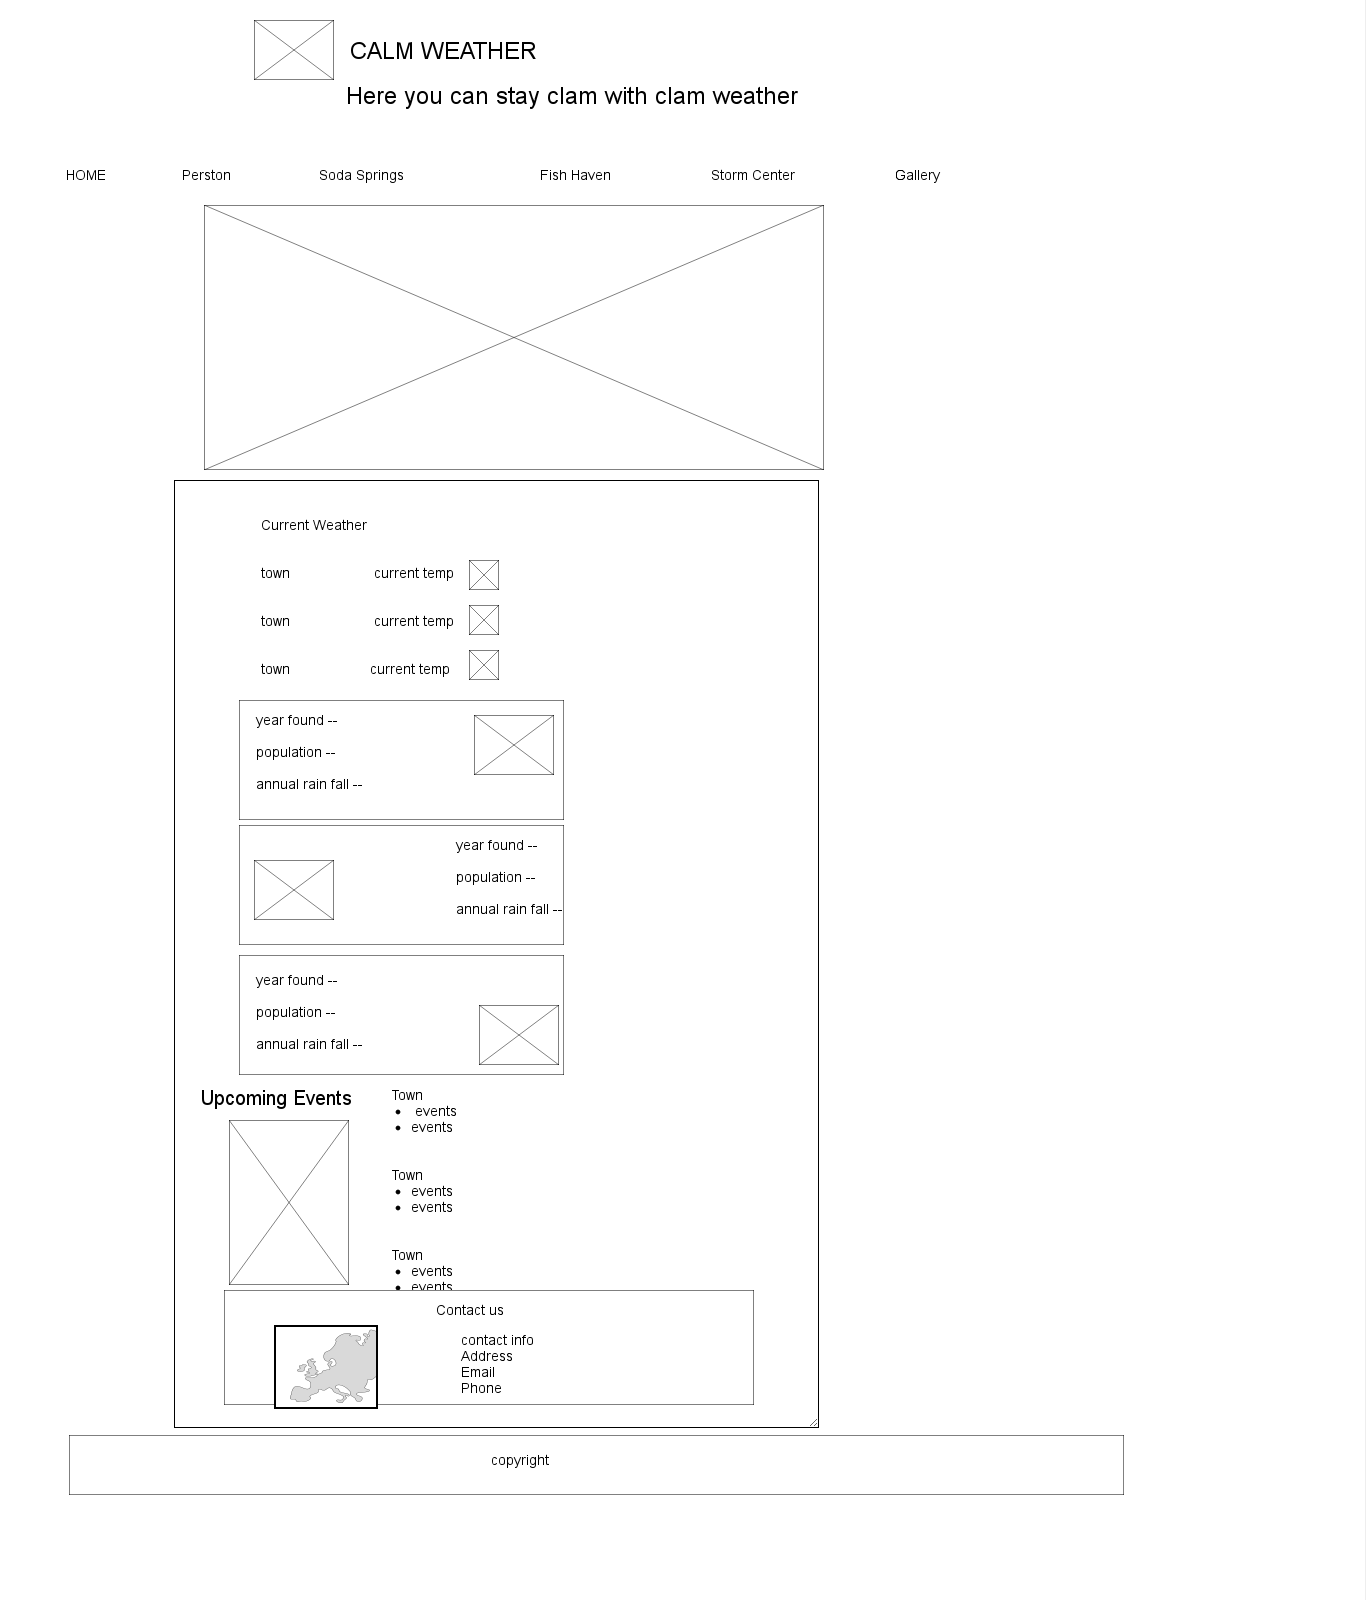 CALM WEATHER
Here you can stay clam with clam weather
HOME Perston Soda Springs Fish Haven Storm Center Gallery
Current Weather
town current temp
town current temp
town current temp
year found --
population --
annual rain fall --
year found --
population --
annual rain fall --
year found --
population --
annual rain fall --
Upcoming Events
Town
• events
• events
Town
• events
• events
Town
• events
• events
Contact us
contact info
Address
Email
Phone
copyright